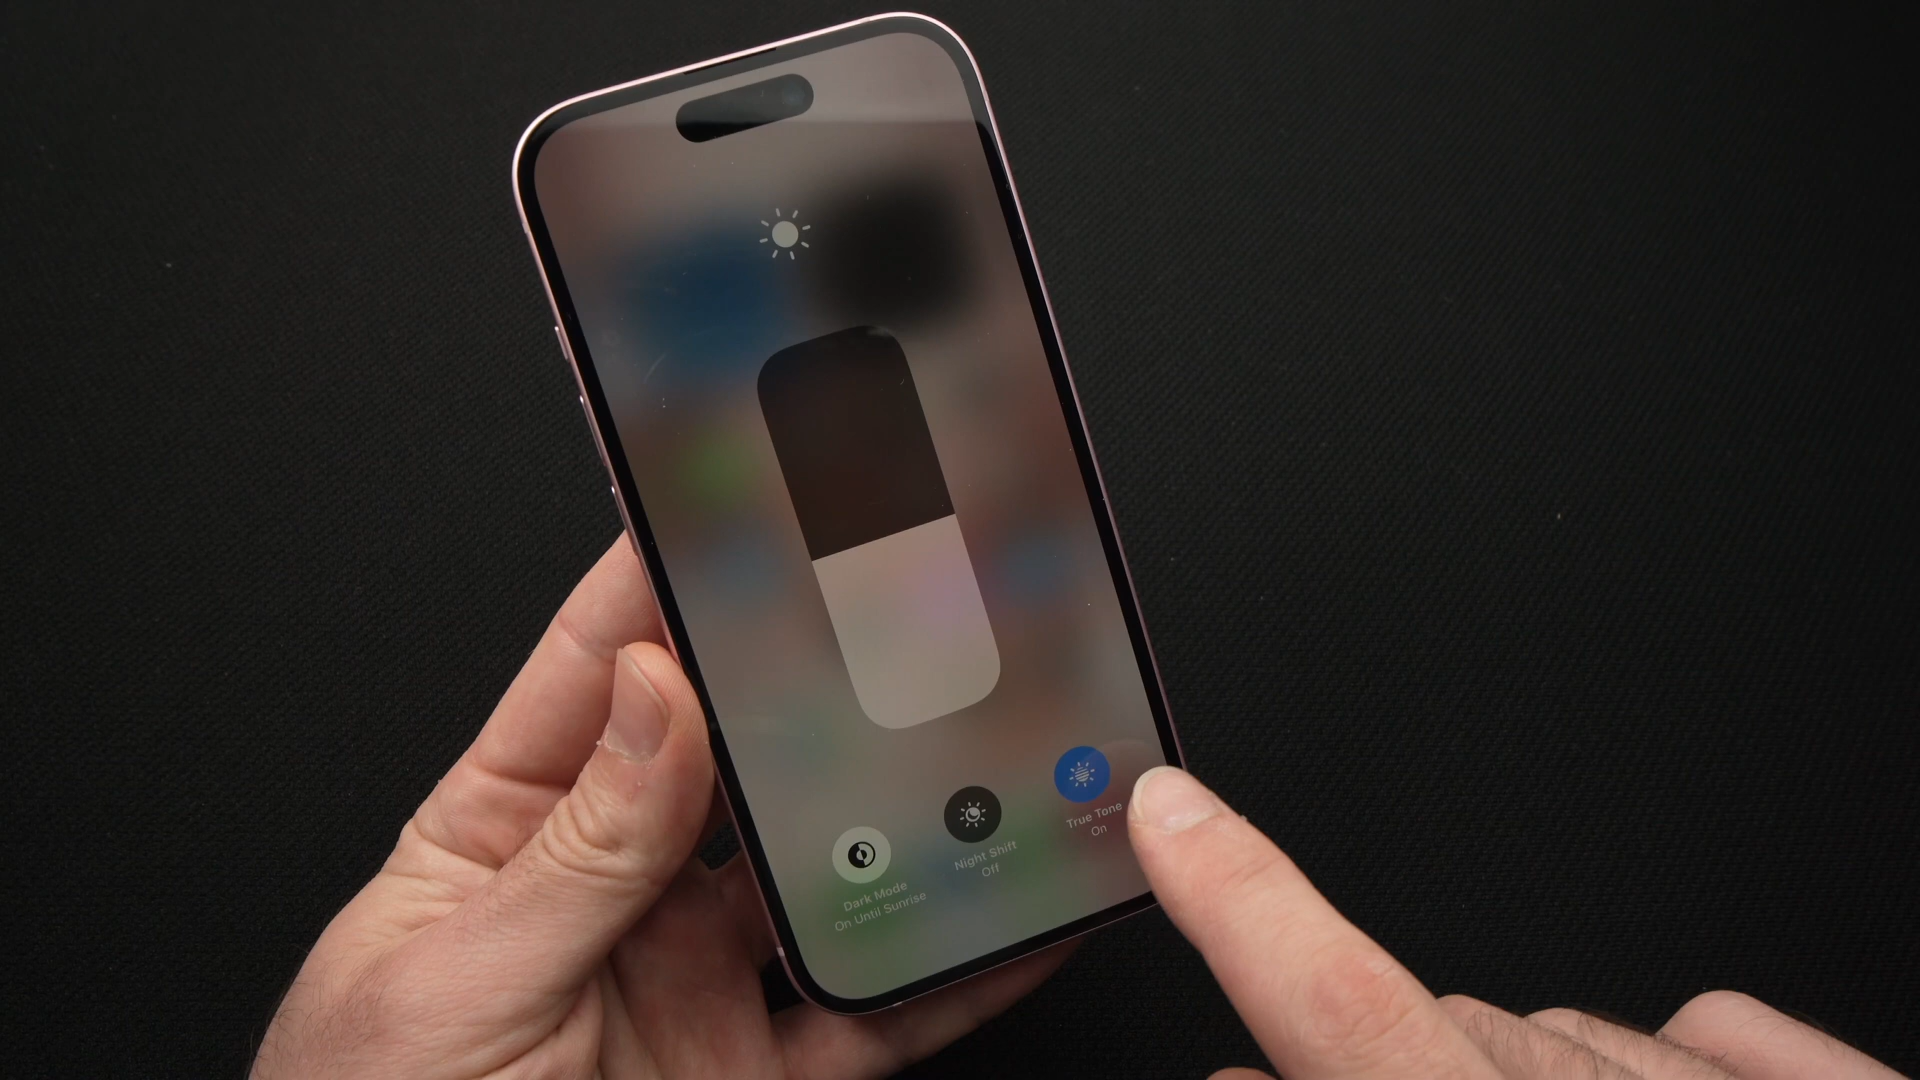 Dark Mode
On Until Sunrise
Night Shift
Off
True Tone
On